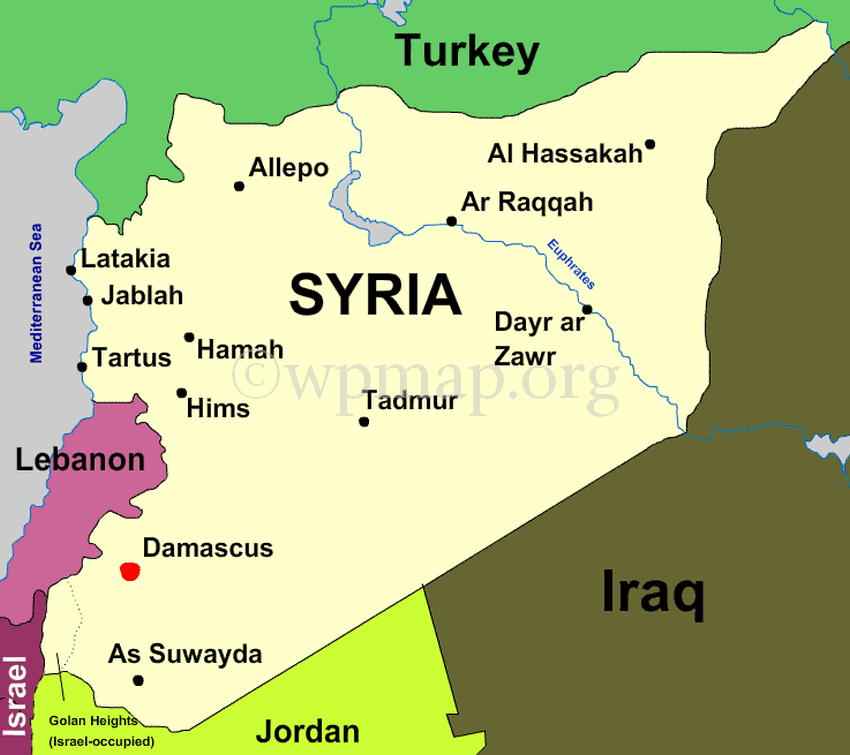 Turkey
Allepo
Al Hassakah
Ar Raqqah
Mediterranean Sea
Latakia
Euphrates
Jablah
SYRIA
Dayr ar
Zawr
Hamah
Tartus
©wpmap.org
Hims
Tadmur
Lebanon
Damascus
Iraq
As Suwayda
Israel
Golan Heights
(Israel-occupied)
Jordan